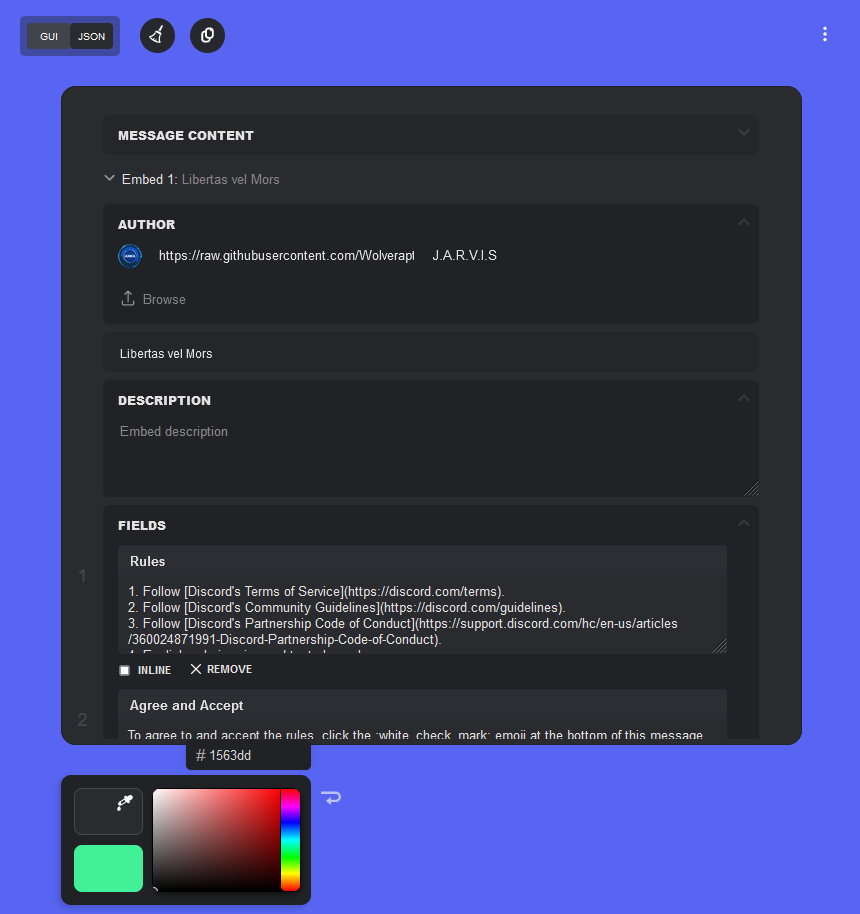 GUI JSON
MESSAGE CONTENT
Embed 1: Libertas vel Mors
AUTHOR
https://raw.githubusercontent.com/Wolverapt J.A.R.V.I.S
Browse
Libertas vel Mors
DESCRIPTION
Embed description
FIELDS
1
Rules
1. Follow [Discord's Terms of Service](https://discord.com/terms).
2. Follow [Discord's Community Guidelines](https://discord.com/guidelines).
3. Follow [Discord's Partnership Code of Conduct](https://support.discord.com/hc/en-us/articles
/360024871991-Discord-Partnership-Code-of-Conduct).
INLINE REMOVE
2
Agree and Accept
To agree to and accept the rules, click the :white_check_mark: emoji at the bottom of this message
# 1563dd